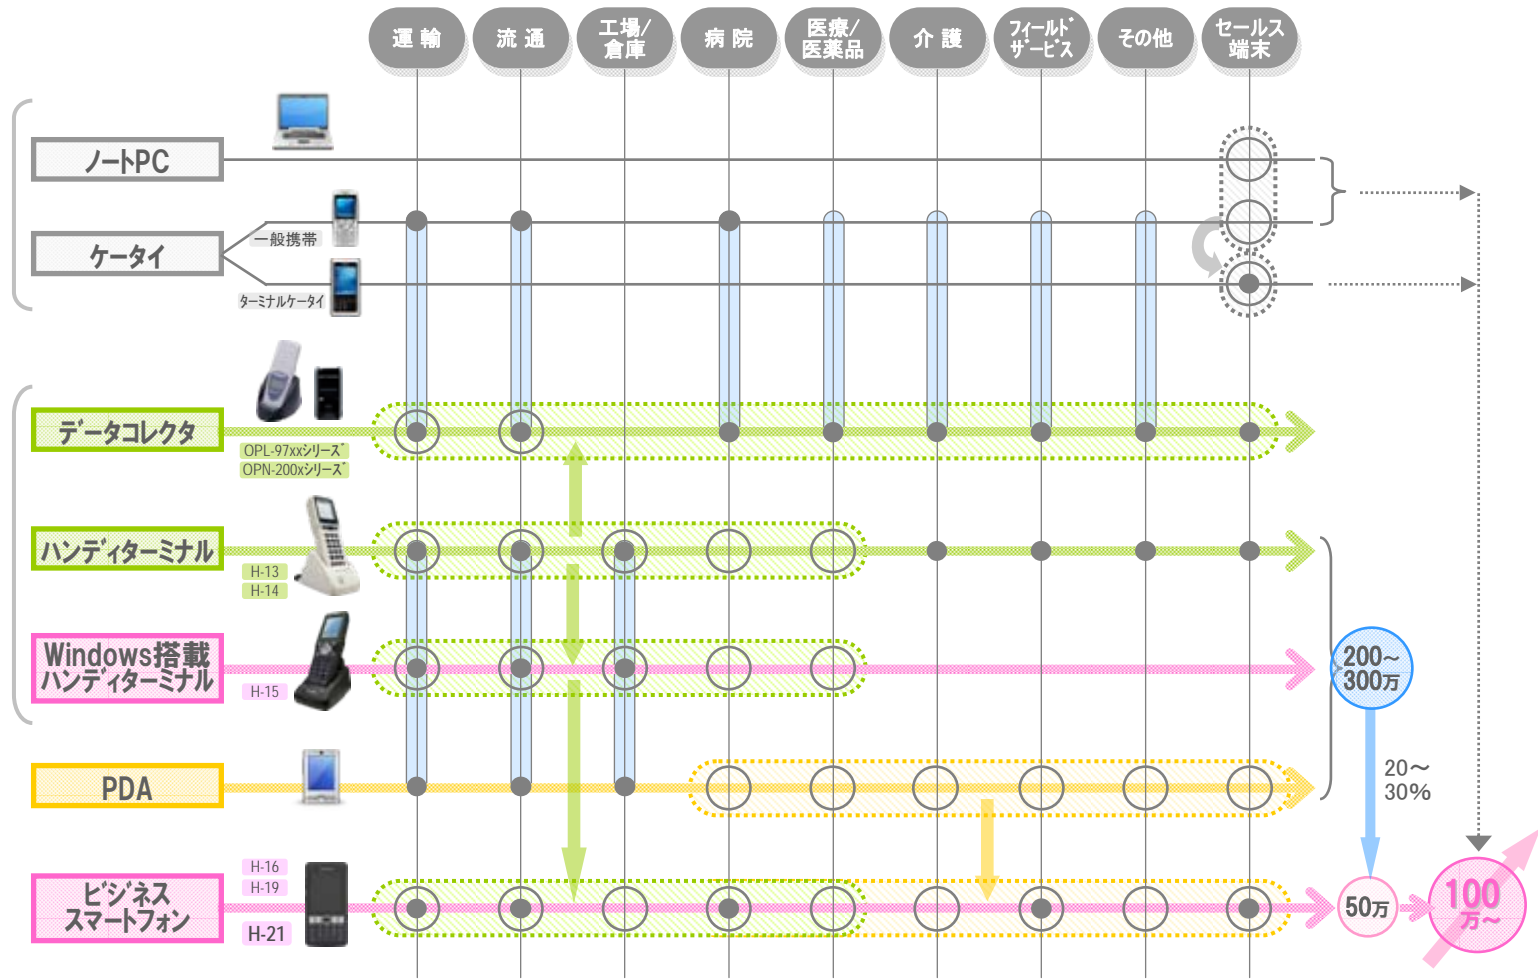 運 輸
流 通
工場/
倉庫
病 院
医療/
医薬品
介 護
フィールド
サービス
その他
セールス
端末
ノートPC
一般携帯
ケータイ
ターミナルケータイ
データコレクタ
OPL-97xxシリーズ
OPN-200xシリーズ
ハンディターミナル
H-13
H-14
Windows搭載
ハンディターミナル
H-15
200～
300万
PDA
20～
30%
H-16
H-19
H-21
ビジネス
スマートフォン
50万
100
万～